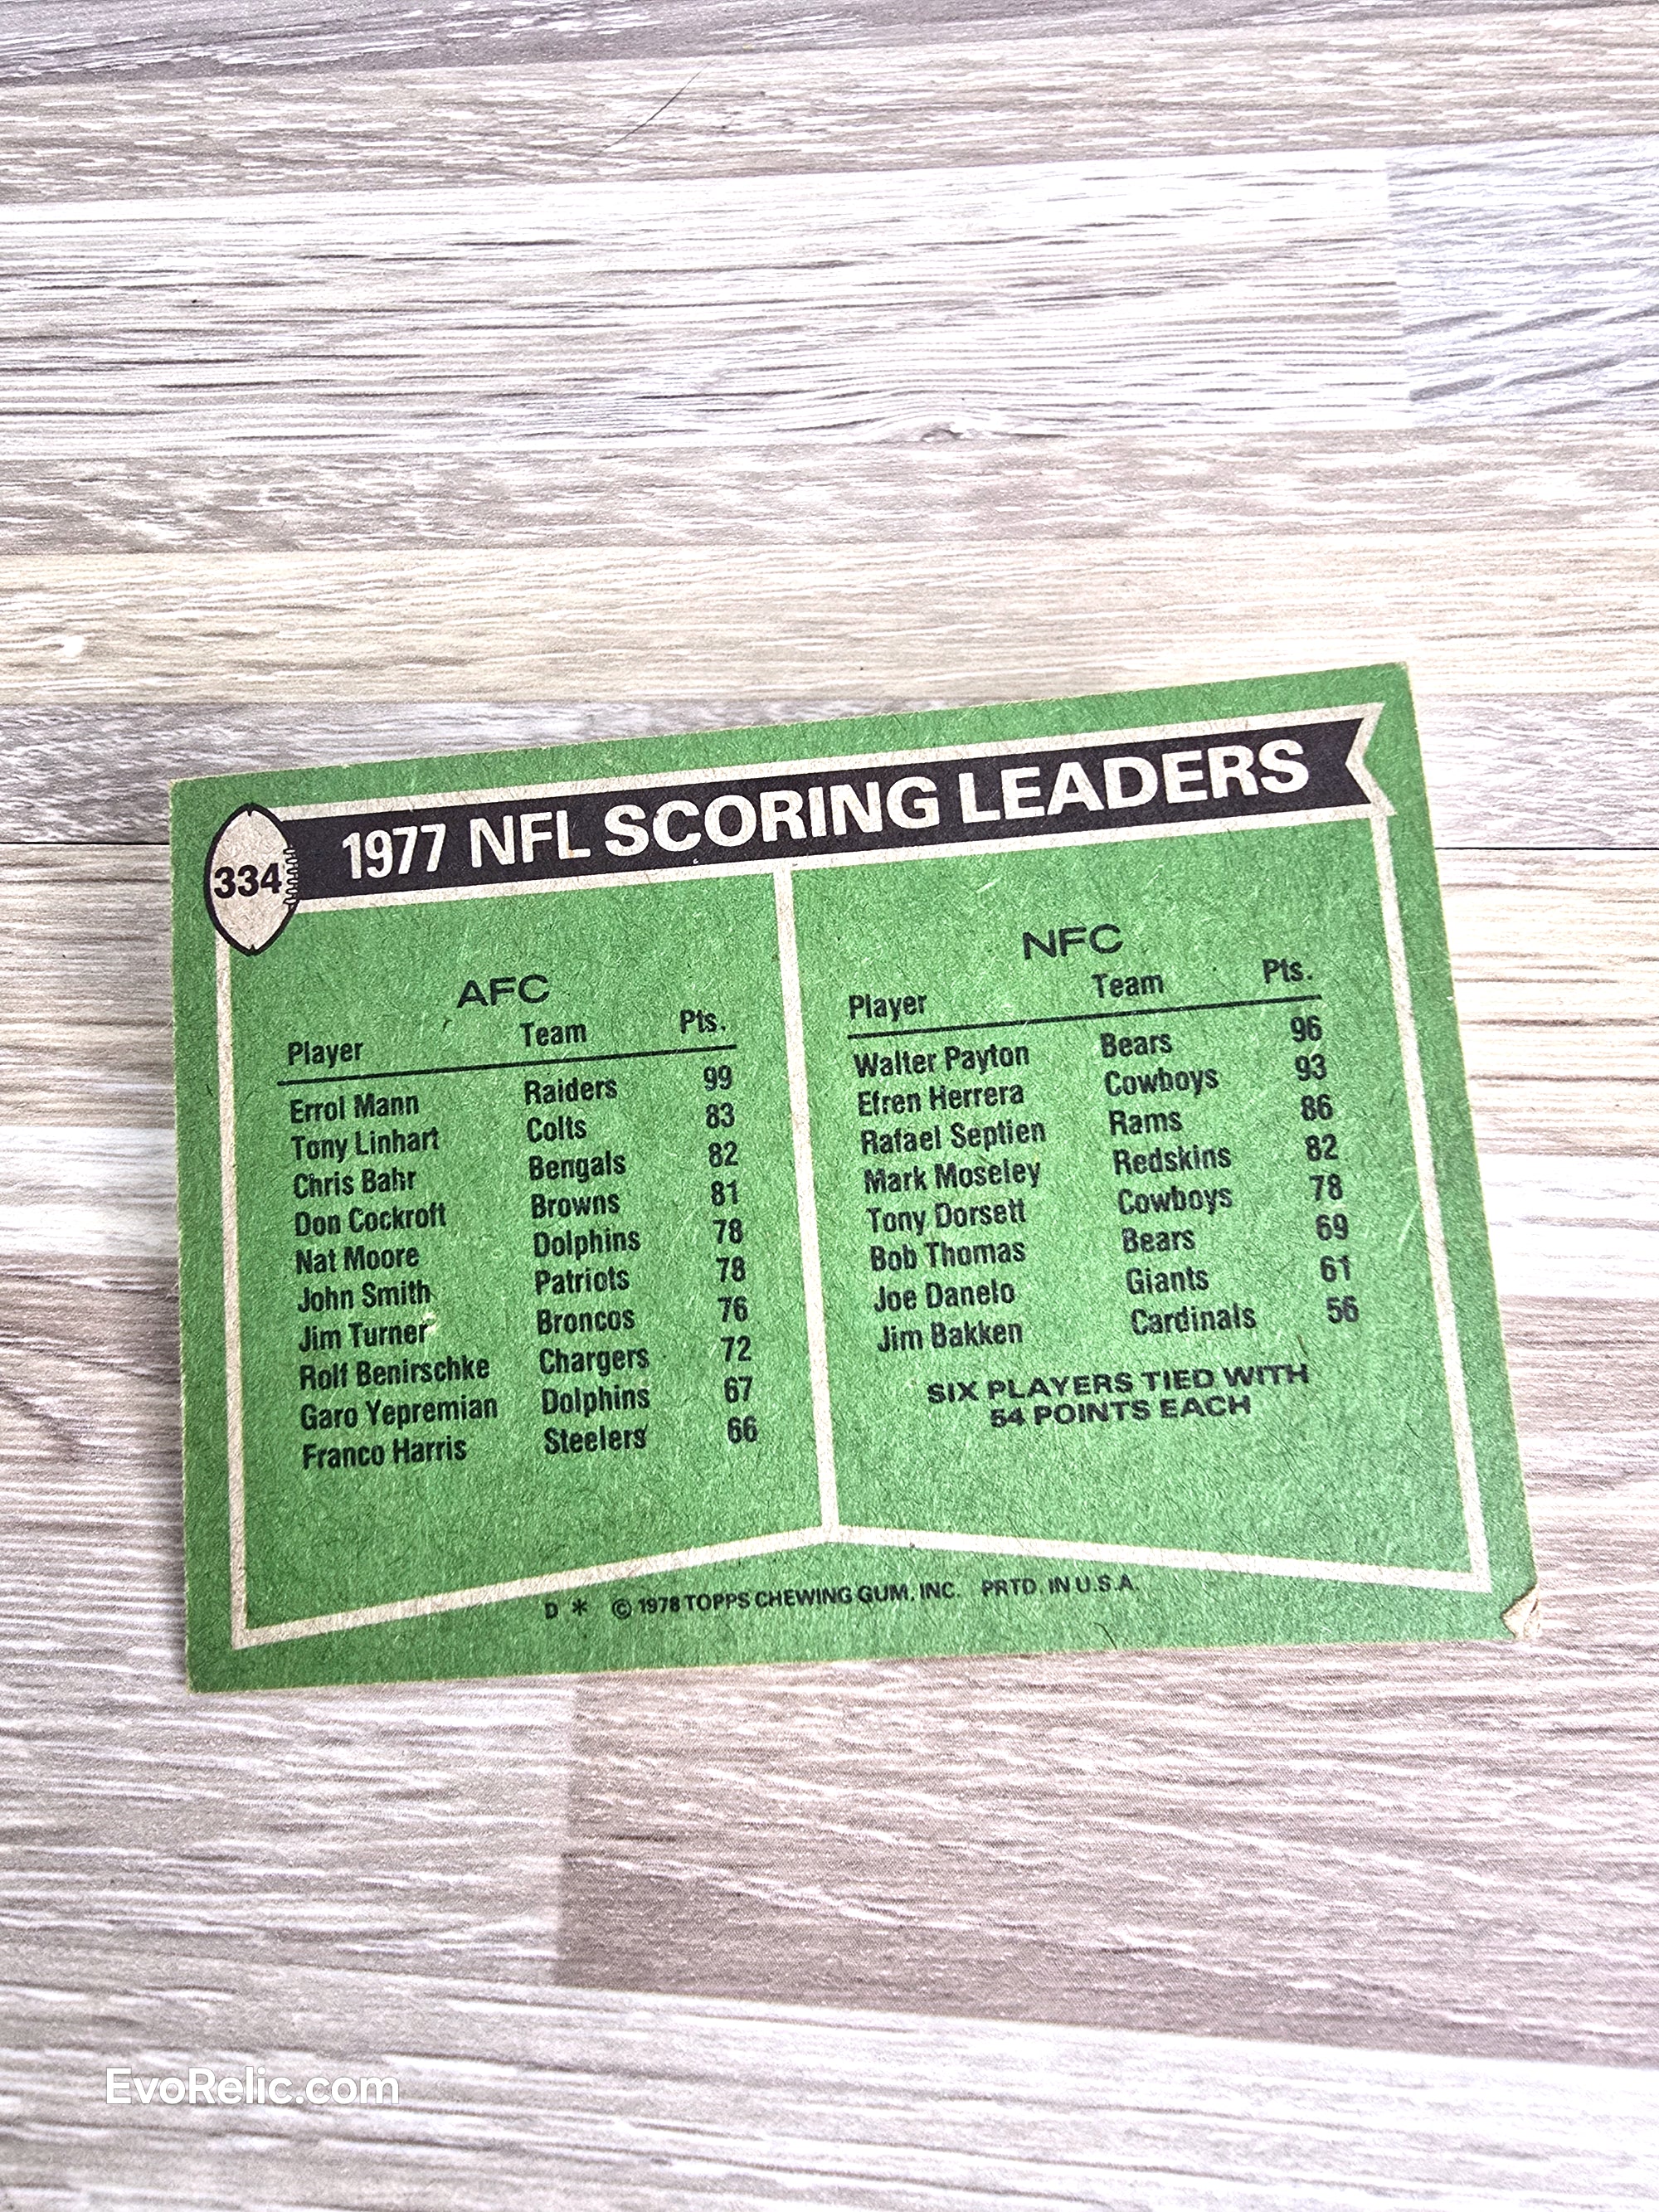 334
1977 NFL SCORING LEADERS
AFC
Player Team Pts.
Errol Mann Raiders 99
Tony Linhart Colts 83
Chris Bahr Bengals 82
Don Cockroft Browns 81
Nat Moore Dolphins 78
John Smith Patriots 78
Jim Turner Broncos 76
Rolf Benirschke Chargers 72
Garo Yepremian Dolphins 67
Franco Harris Steelers 66
NFC
Player Team Pts.
Walter Payton Bears 96
Efren Herrera Cowboys 93
Rafael Septien Rams 86
Mark Moseley Redskins 82
Tony Dorsett Cowboys 78
Bob Thomas Bears 69
Joe Danelo Giants 61
Jim Bakken Cardinals 56
SIX PLAYERS TIED WITH
54 POINTS EACH
D * © 1978 TOPPS CHEWING GUM, INC. PRTD. IN U.S.A.
EvoRelic.com